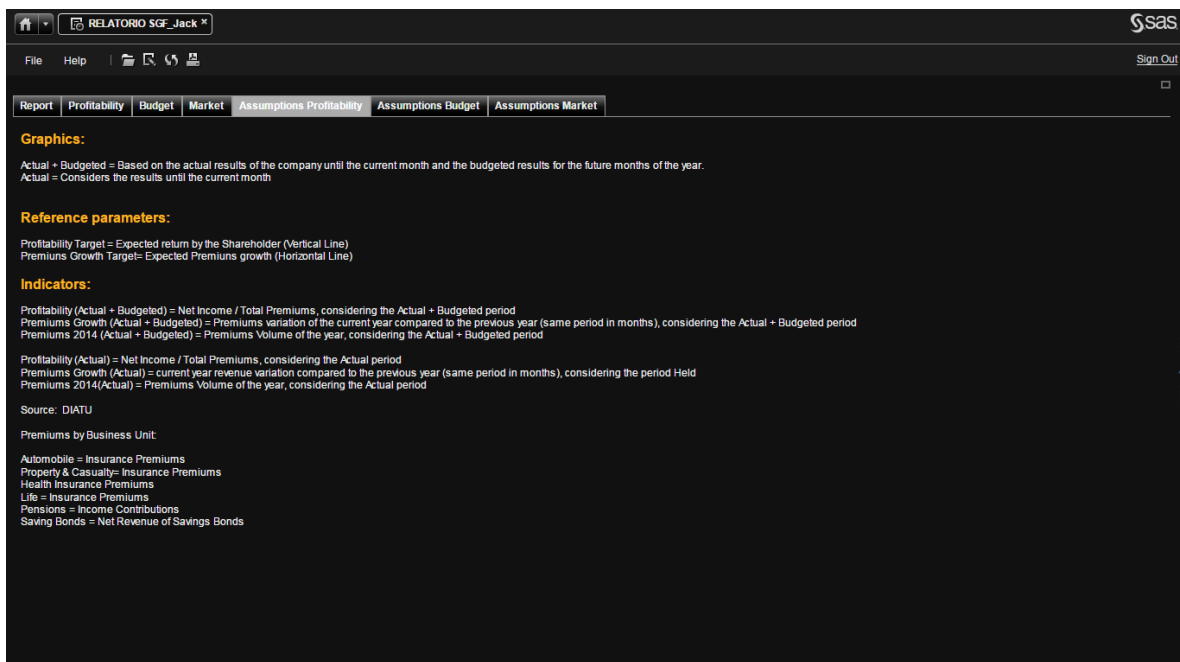 RELATORIO SGF_Jack ×
sas
File Help
Sign Out
Report Profitability Budget Market Assumptions Profitability Assumptions Budget Assumptions Market
Graphics:
Actual + Budgeted = Based on the actual results of the company until the current month and the budgeted results for the future months of the year.
Actual = Considers the results until the current month
Reference parameters:
Profitability Target = Expected return by the Shareholder (Vertical Line)
Premiuns Growth Target= Expected Premiuns growth (Horizontal Line)
Indicators:
Profitability (Actual + Budgeted) = Net Income / Total Premiums, considering the Actual + Budgeted period
Premiums Growth (Actual + Budgeted) = Premiums variation of the current year compared to the previous year (same period in months), considering the Actual + Budgeted period
Premiums 2014 (Actual + Budgeted) = Premiums Volume of the year, considering the Actual + Budgeted period
Profitability (Actual) = Net Income / Total Premiums, considering the Actual period
Premiums Growth (Actual) = current year revenue variation compared to the previous year (same period in months), considering the period Held
Premiums 2014(Actual) = Premiums Volume of the year, considering the Actual period
Source: DIATU
Premiums by Business Unit:
Automobile = Insurance Premiums
Property & Casualty= Insurance Premiums
Health Insurance Premiums
Life = Insurance Premiums
Pensions = Income Contributions
Saving Bonds = Net Revenue of Savings Bonds